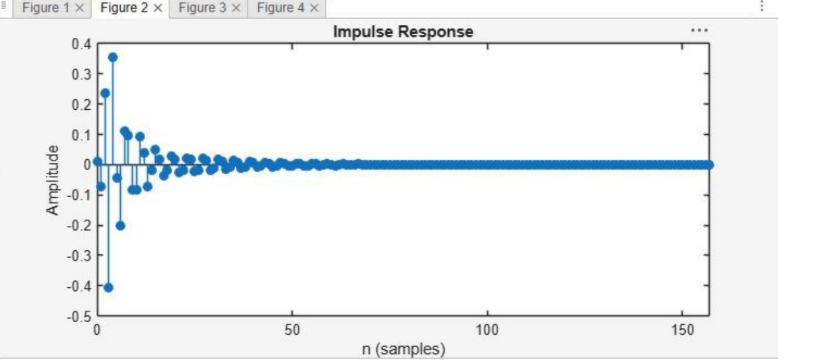 Figure 1 × Figure 2 × Figure 3 × Figure 4 ×
Impulse Response
0.4
0.3
0.2
0.1
0
-0.1
-0.2
-0.3
-0.4
-0.5
Amplitude
0 50 100 150
n (samples)